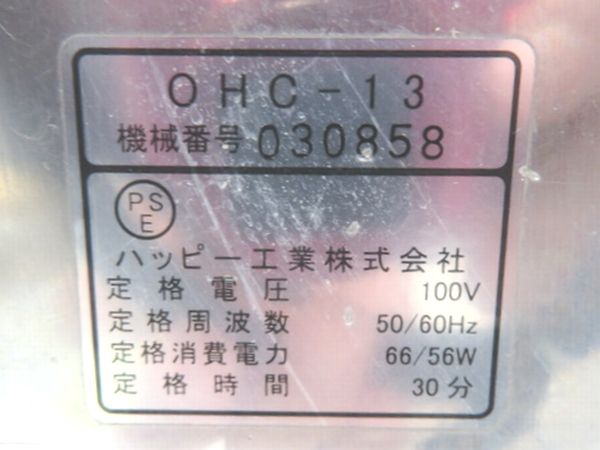 OHC-13
機械番号 030858
PS
E
ハッピー工業株式会社
定格電圧 100V
定格周波数 50/60Hz
定格消費電力 66/56W
定格時間 30分